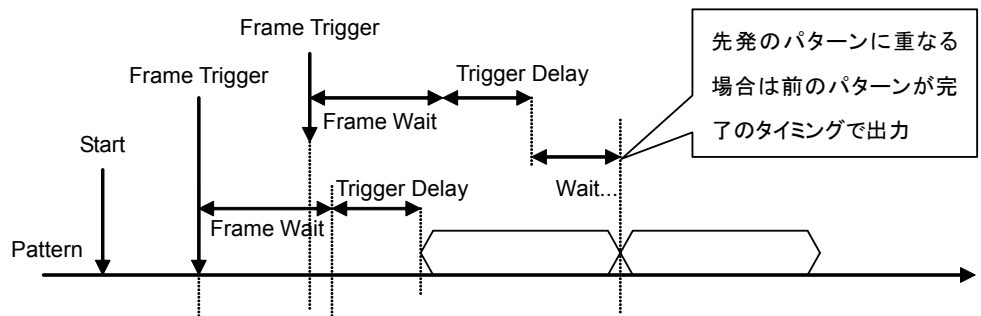 Frame Trigger
先発のパターンに重なる
場合は前のパターンが完
了のタイミングで出力
Frame Trigger
Trigger Delay
Frame Wait
Start
Wait...
Trigger Delay
Frame Wait
Pattern